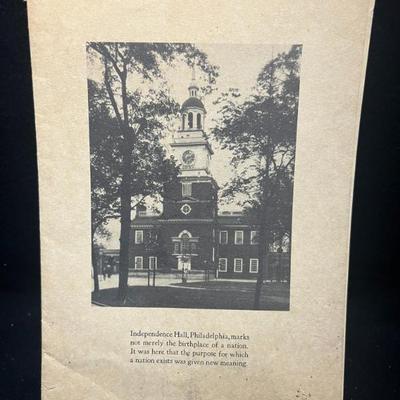 Independence Hall, Philadelphia, marks
not merely the birthplace of a nation.
It was here that the purpose for which
a nation exists was given new meaning.